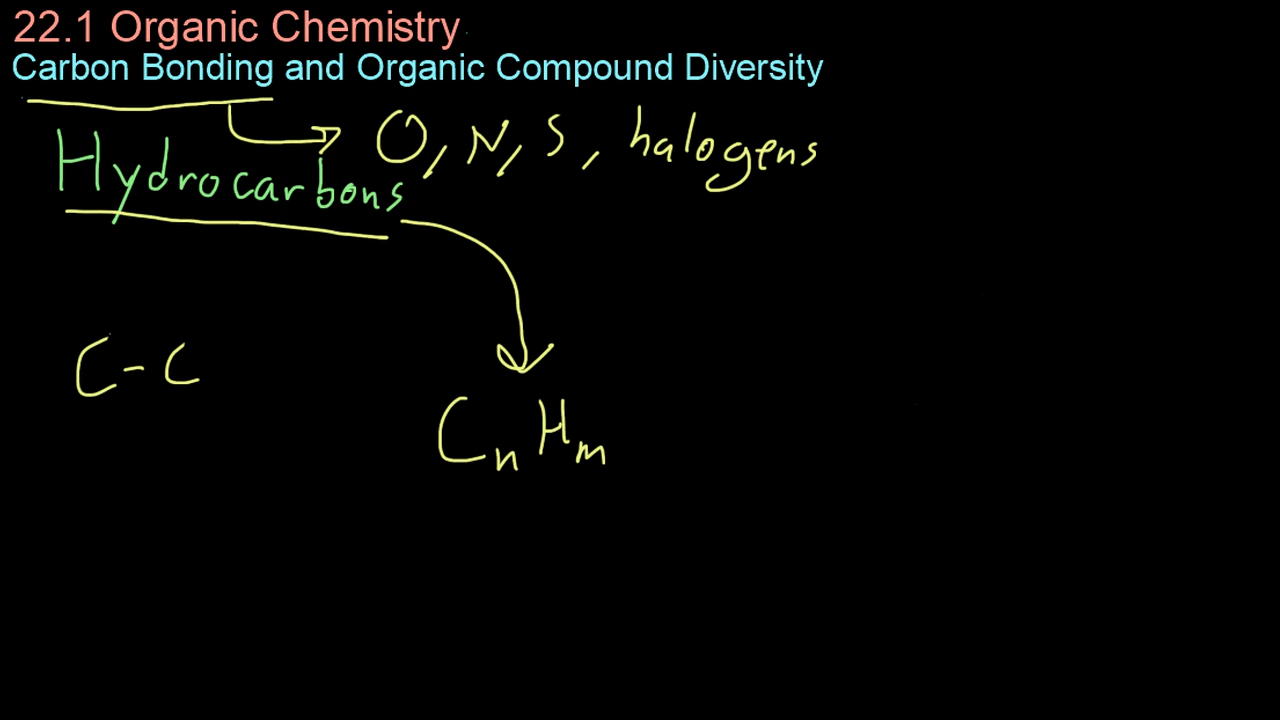 22.1 Organic Chemistry
Carbon Bonding and Organic Compound Diversity
O, N, S, halogens
Hydrocarbons
C-C
CₙHₘ